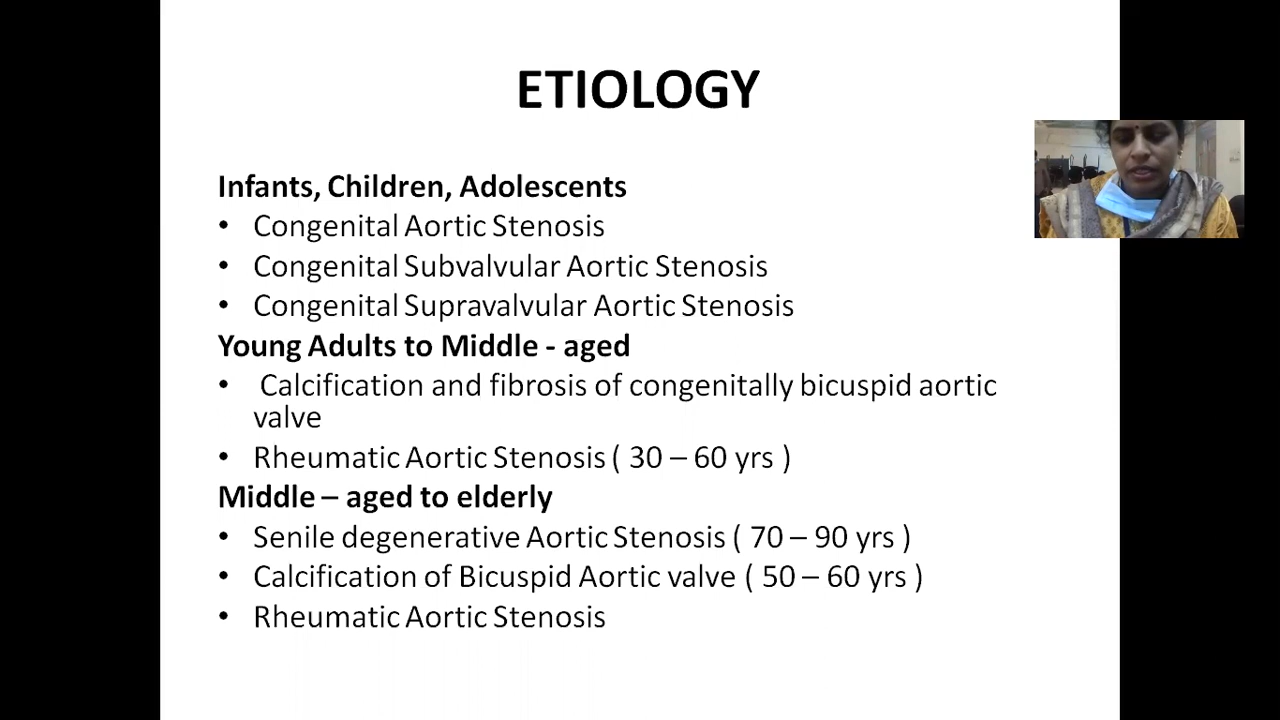 ETIOLOGY
Infants, Children, Adolescents
• Congenital Aortic Stenosis
• Congenital Subvalvular Aortic Stenosis
• Congenital Supravalvular Aortic Stenosis
Young Adults to Middle - aged
• Calcification and fibrosis of congenitally bicuspid aortic
valve
• Rheumatic Aortic Stenosis ( 30 – 60 yrs )
Middle – aged to elderly
• Senile degenerative Aortic Stenosis ( 70 – 90 yrs )
• Calcification of Bicuspid Aortic valve ( 50 – 60 yrs )
• Rheumatic Aortic Stenosis